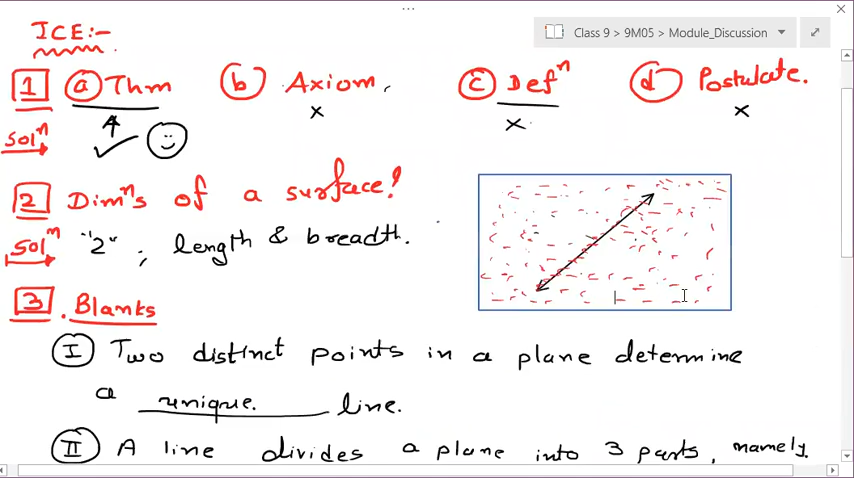 ICE:-
Class 9 > 9M05 > Module_Discussion
1 (a) Thm (b) Axiom, (c) Defⁿ (d) Postulate.
Solⁿ
2 Dimⁿs of a surface?
Solⁿ "2", length & breadth.
3 . Blanks
(I) Two distinct points in a plane determine
a unique. line.
(II) A line divides a plane into 3 parts, namely.